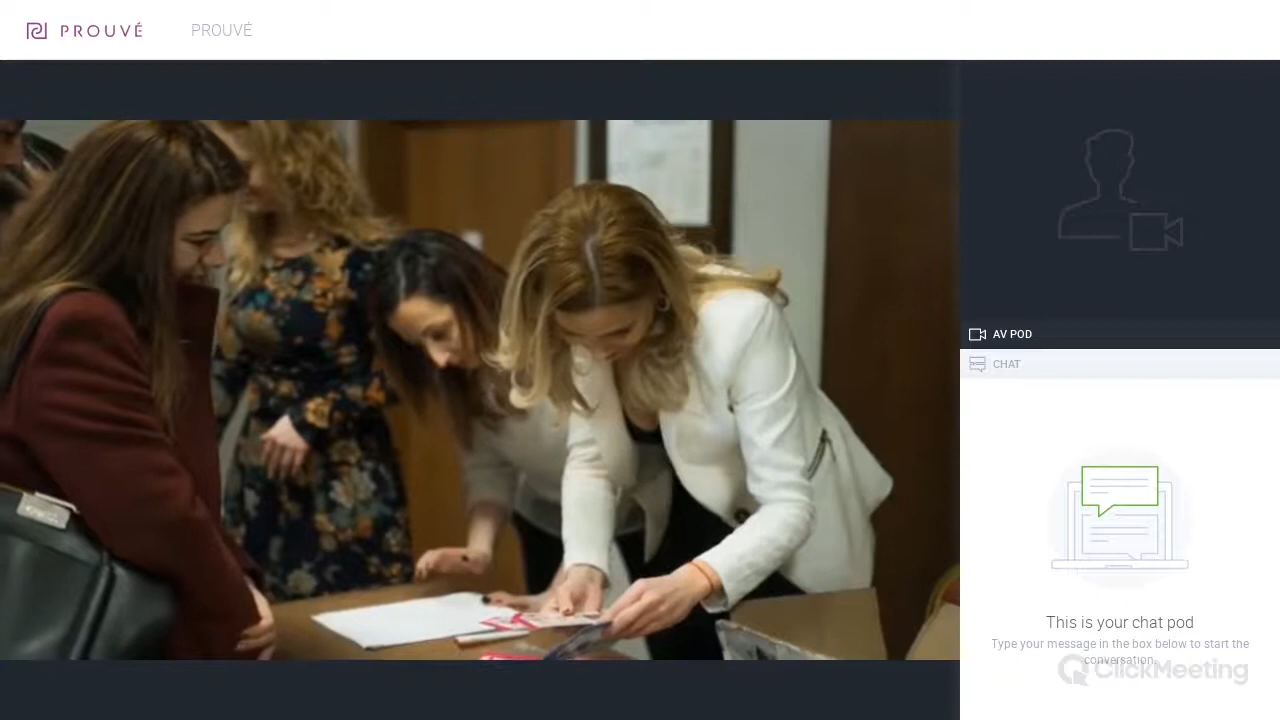 PROUVÉ
PROUVÉ
AV POD
CHAT
This is your chat pod
Type your message in the box below to start the
conversation.
ClickMeeting